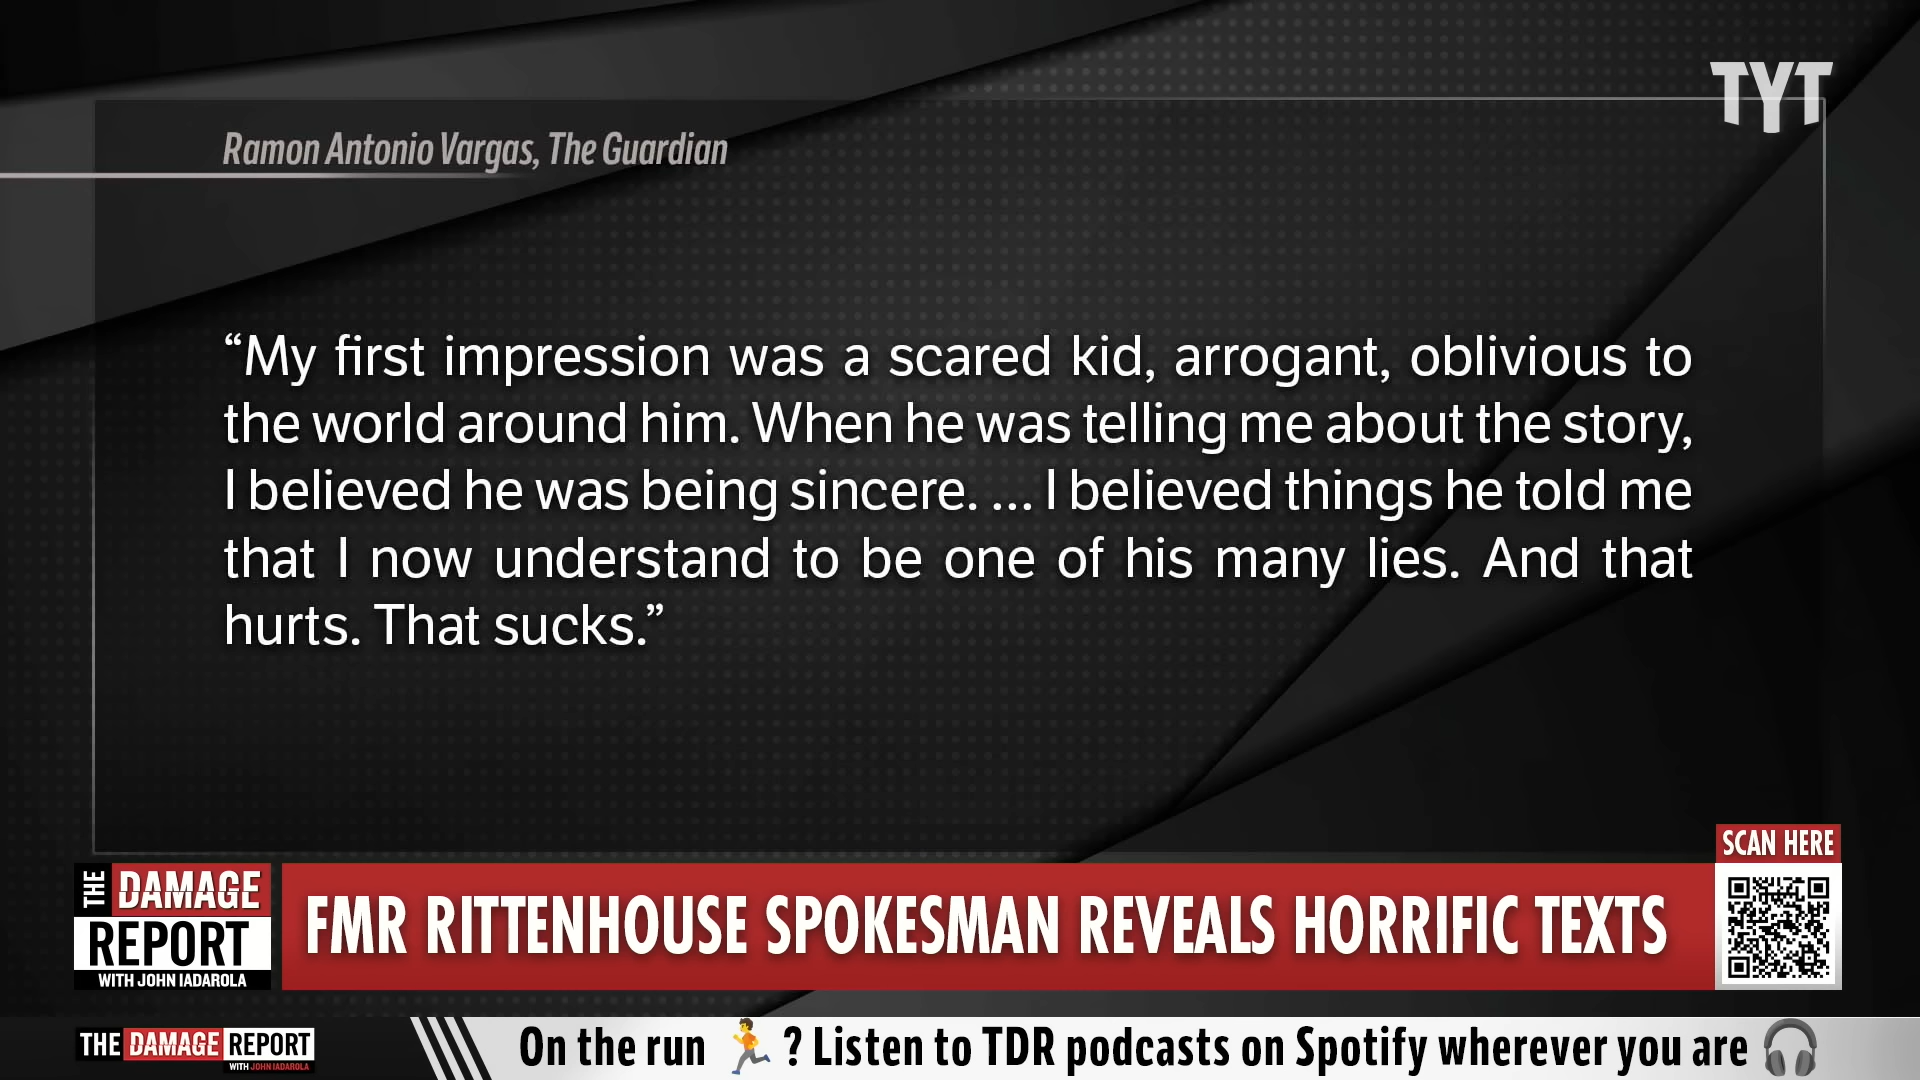 TYT
Ramon Antonio Vargas, The Guardian
“My first impression was a scared kid, arrogant, oblivious to
the world around him. When he was telling me about the story,
I believed he was being sincere. ... I believed things he told me
that I now understand to be one of his many lies. And that
hurts. That sucks.”
SCAN HERE
THE DAMAGE
REPORT
WITH JOHN IADAROLA
FMR RITTENHOUSE SPOKESMAN REVEALS HORRIFIC TEXTS
THE DAMAGE REPORT
WITH JOHN IADAROLA
On the run 🏃 ? Listen to TDR podcasts on Spotify wherever you are 🎧